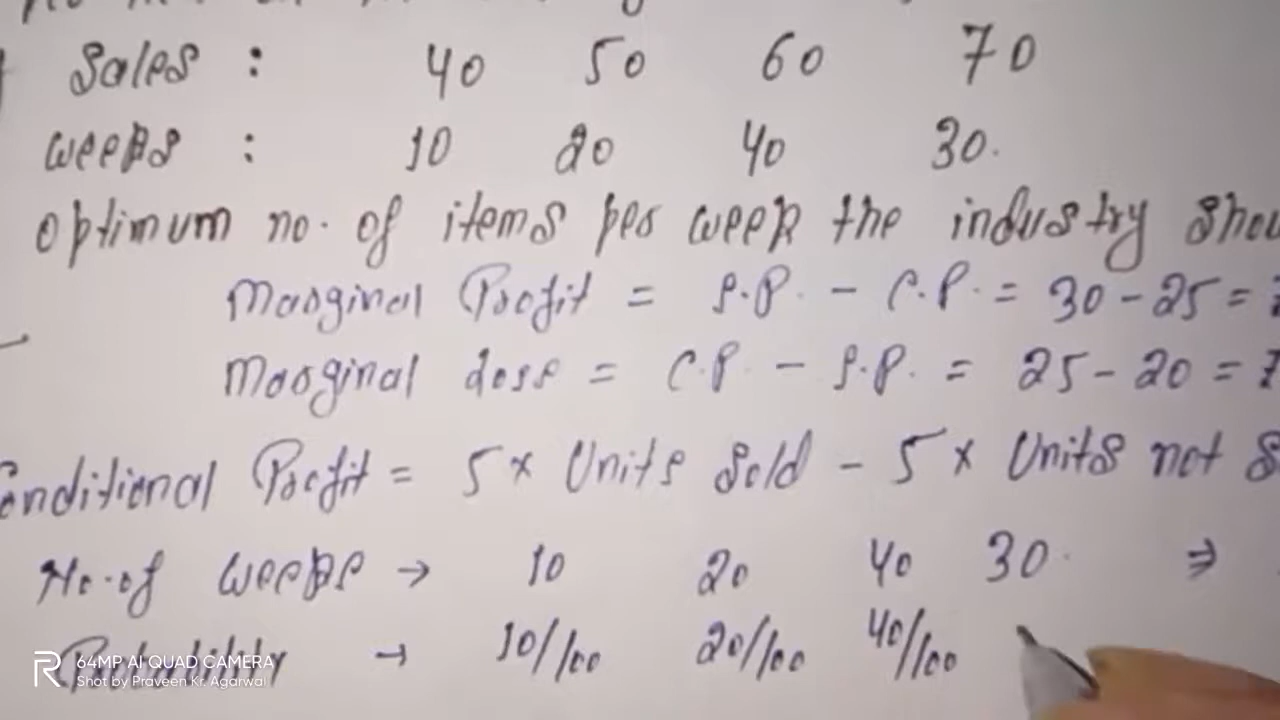 Sales : 40 50 60 70
weeks : 10 20 40 30.
optimum no. of items per week the industry
Marginal Profit = S.P. - C.P. = 30 - 25 =
Marginal loss = C.P. - S.P. = 25 - 20 =
Conditional Profit = 5 x Units Sold - 5 x Units not
No. of weeks → 10 20 40 30. ⇒
Probability → 10/100 20/100 40/100
64MP AI QUAD CAMERA
Shot by Praveen Kr. Agarwal